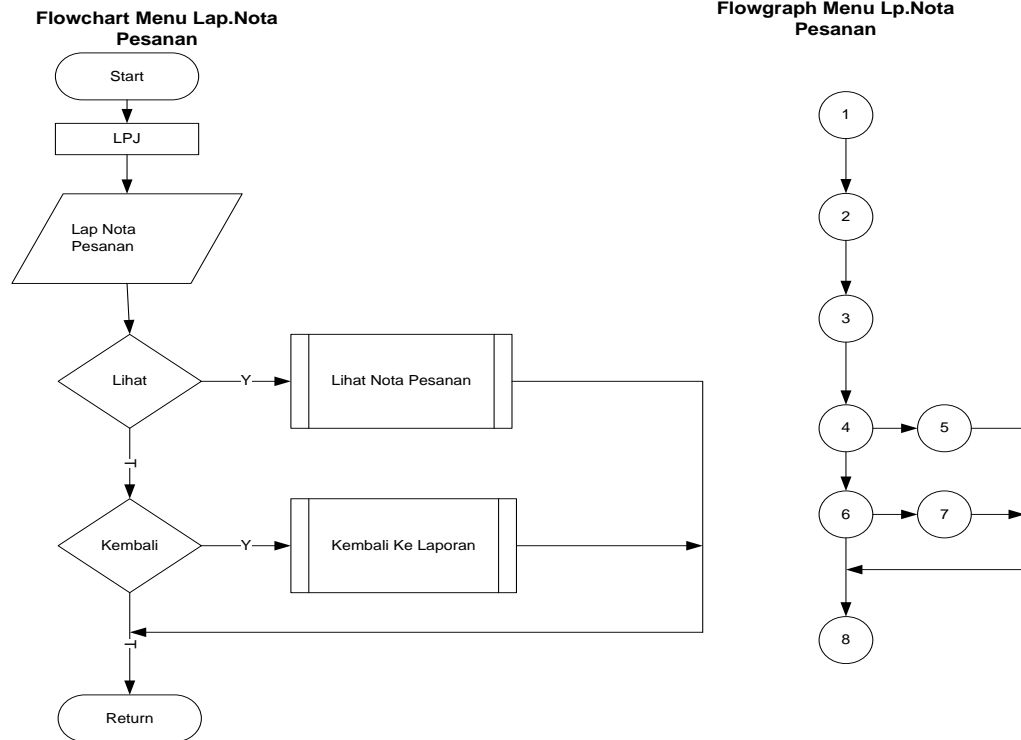 Flowchart Menu Lap.Nota
Pesanan
Start
LPJ
Lap Nota
Pesanan
Lihat
Y
Lihat Nota Pesanan
T
Kembali
Y
Kembali Ke Laporan
T
Return
Flowgraph Menu Lp.Nota
Pesanan
1
2
3
4
5
6
7
8